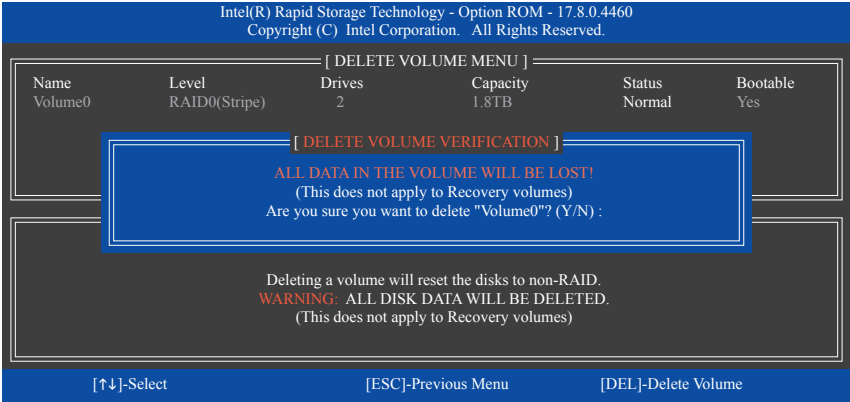 Intel(R) Rapid Storage Technology - Option ROM - 17.8.0.4460
Copyright (C) Intel Corporation. All Rights Reserved.
[ DELETE VOLUME MENU ]
Name Level Drives Capacity Status Bootable
Volume0 RAID0(Stripe) 2 1.8TB Normal Yes
[ DELETE VOLUME VERIFICATION ]
ALL DATA IN THE VOLUME WILL BE LOST!
(This does not apply to Recovery volumes)
Are you sure you want to delete "Volume0"? (Y/N) :
Deleting a volume will reset the disks to non-RAID.
WARNING: ALL DISK DATA WILL BE DELETED.
(This does not apply to Recovery volumes)
[↑↓]-Select [ESC]-Previous Menu [DEL]-Delete Volume